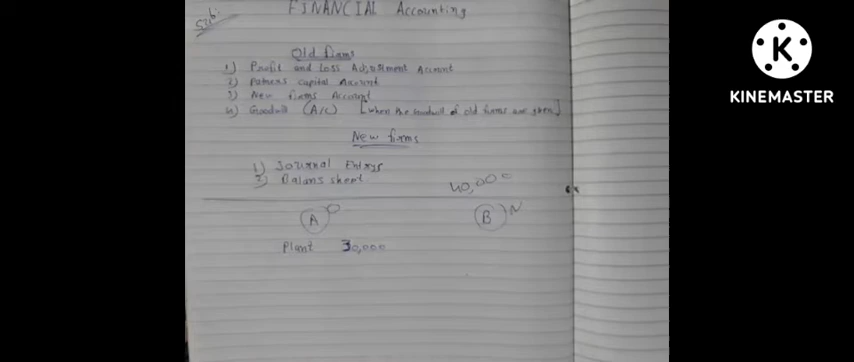 Sub:
FINANCIAL Accounting
Old firms
1) Profit and Loss Adjustment Account
2) Patners capital Account
3) New firms Account
4) Goodwill (A/C) [when the goodwill of old firms are given]
New firms
1) Journal Entrys
2) Balans sheet
40,000
A O
B N
Plant 30,000
K
KINEMASTER